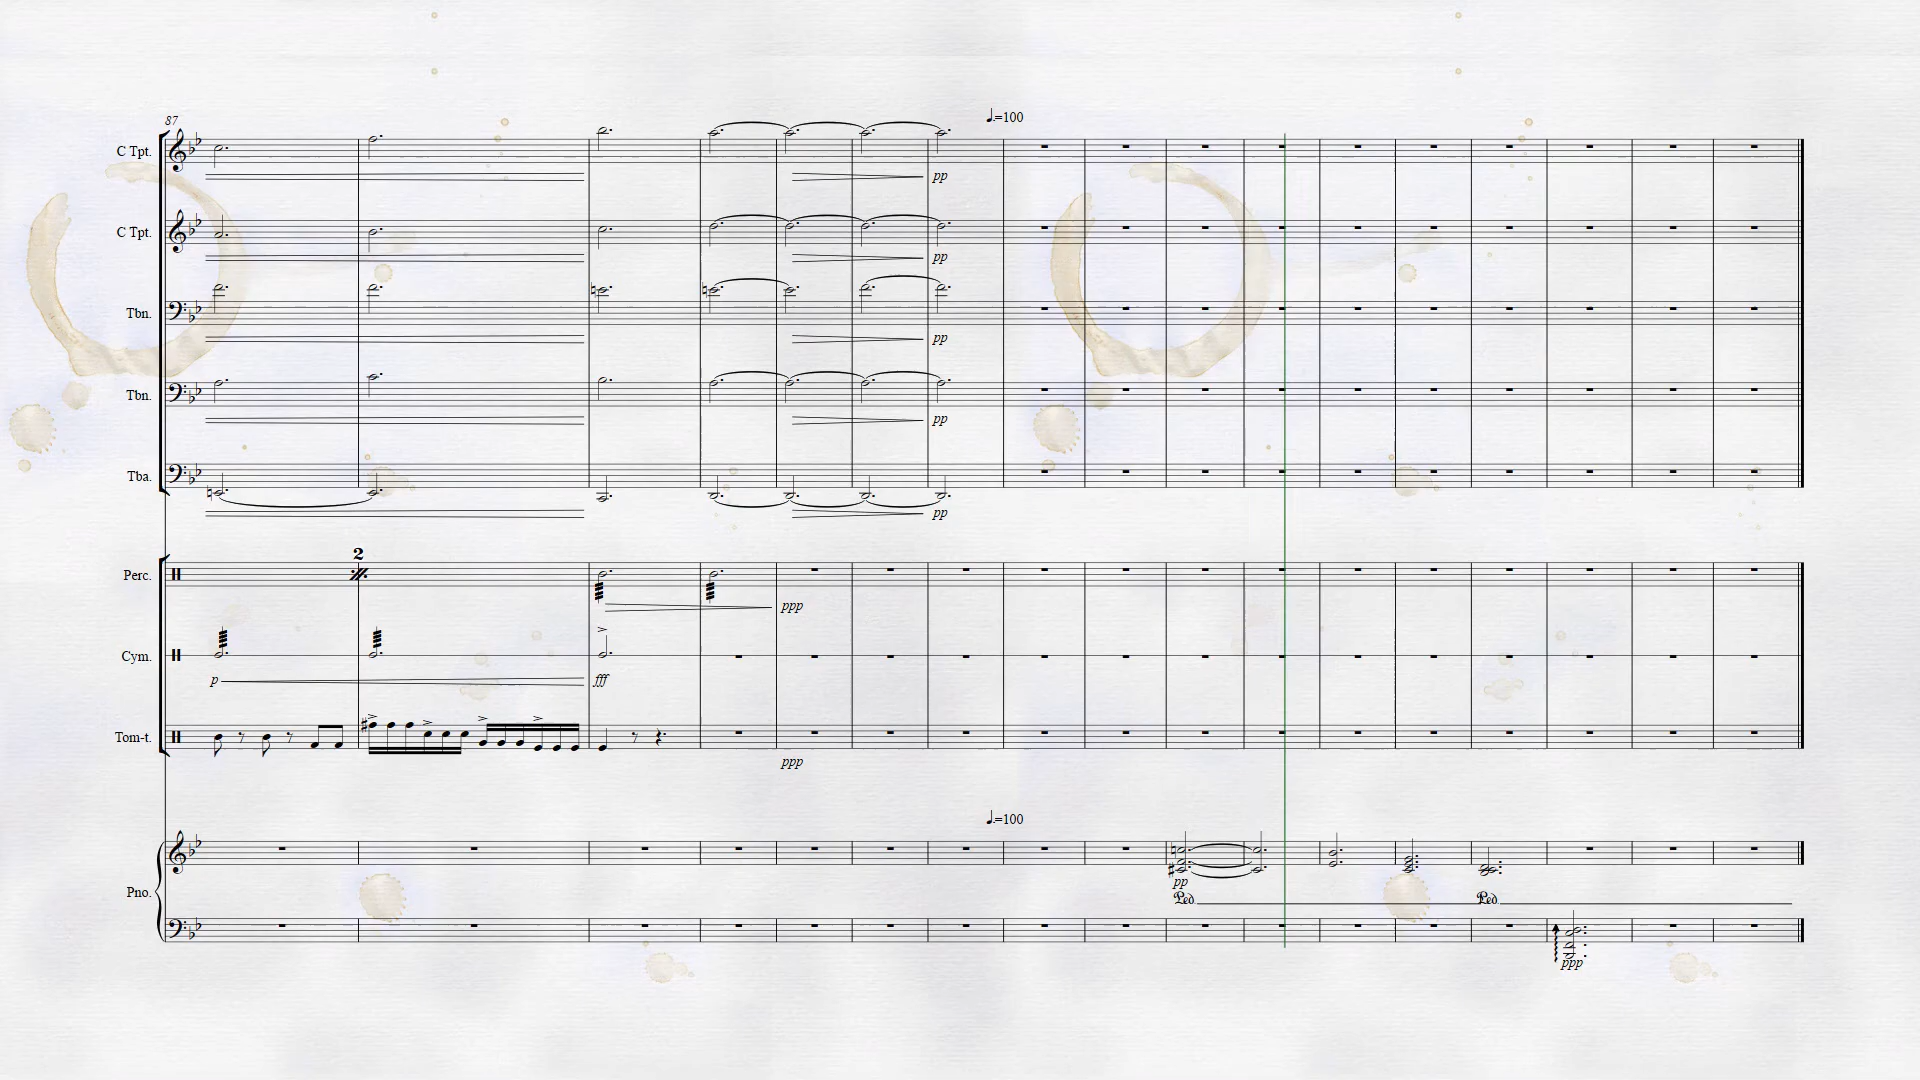 87
♩.=100
C Tpt.
pp
C Tpt.
pp
Tbn.
pp
Tbn.
pp
Tba.
pp
2
Perc.
ppp
Cym.
p fff
Tom-t.
ppp
♩.=100
Pno.
pp
Ped. Ped.
ppp